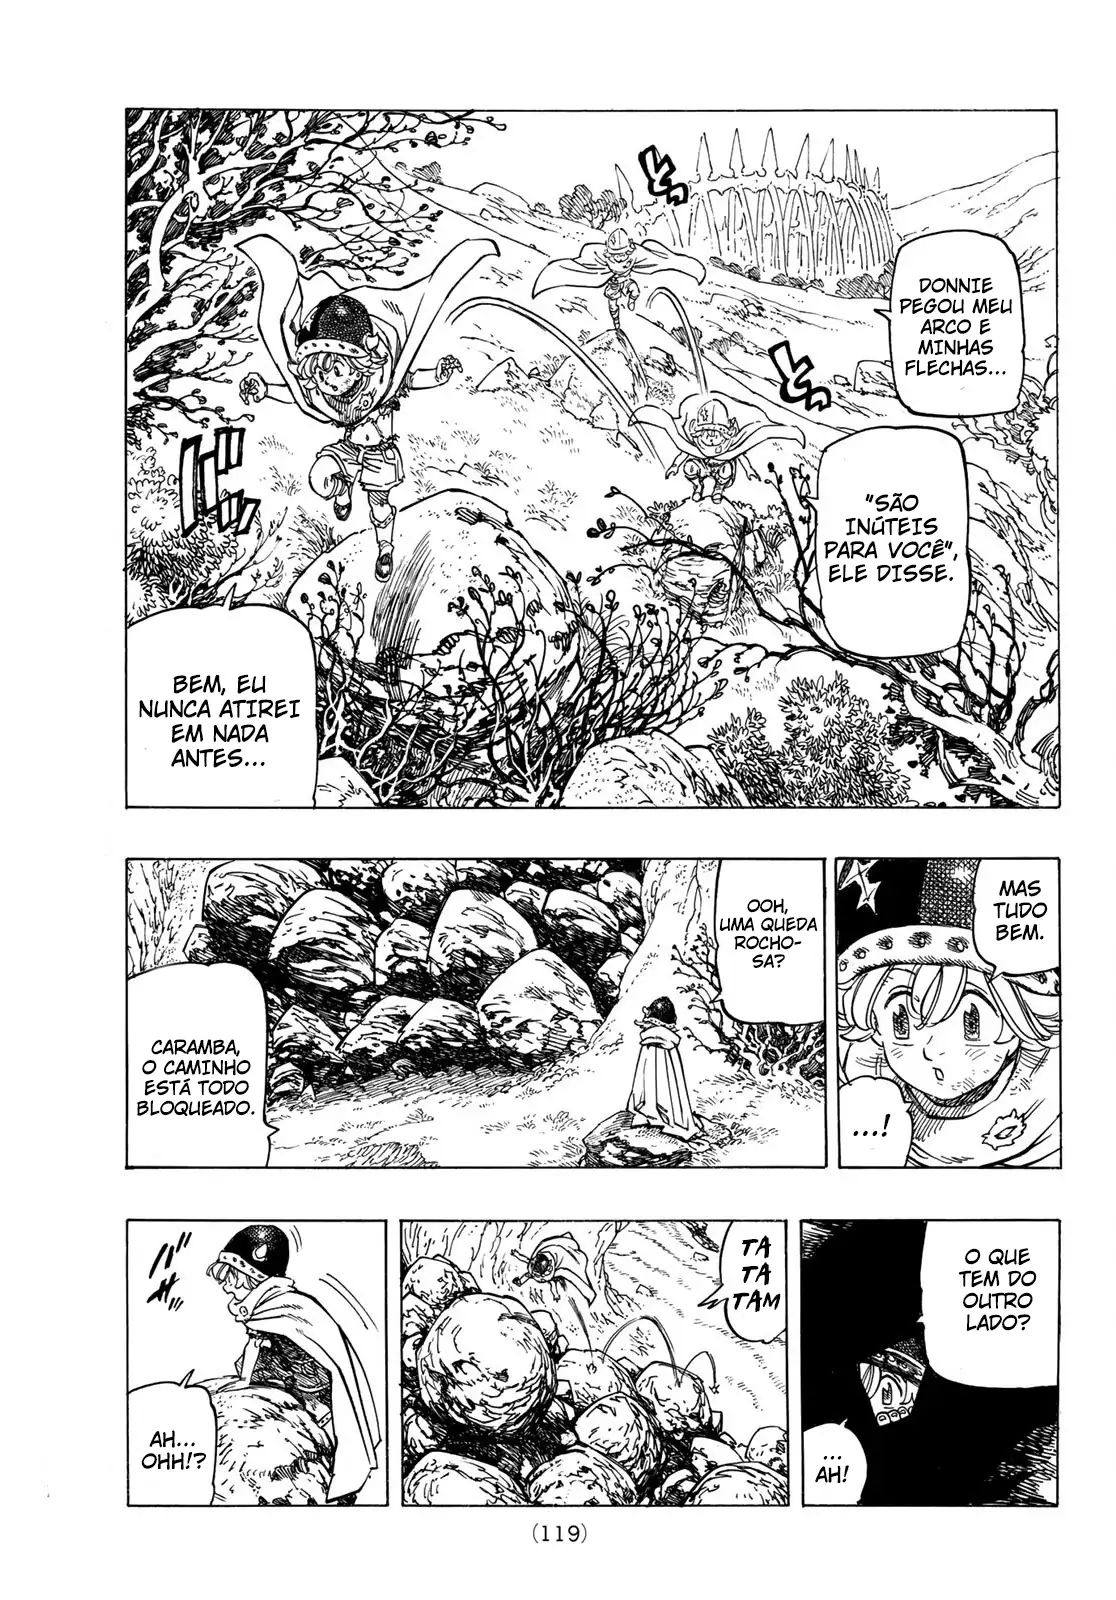 DONNIE
PEGOU MEU
ARCO E
MINHAS
FLECHAS...
"SÃO
INÚTEIS
PARA VOCÊ",
ELE DISSE.
BEM, EU
NUNCA ATIREI
EM NADA
ANTES...
MAS
TUDO
BEM.
...!
OOH,
UMA QUEDA
ROCHO-
SA?
CARAMBA,
O CAMINHO
ESTÁ TODO
BLOQUEADO.
O QUE
TEM DO
OUTRO
LADO?
...
AH!
TA
TA
TAM
AH...
OHH!?
(119)